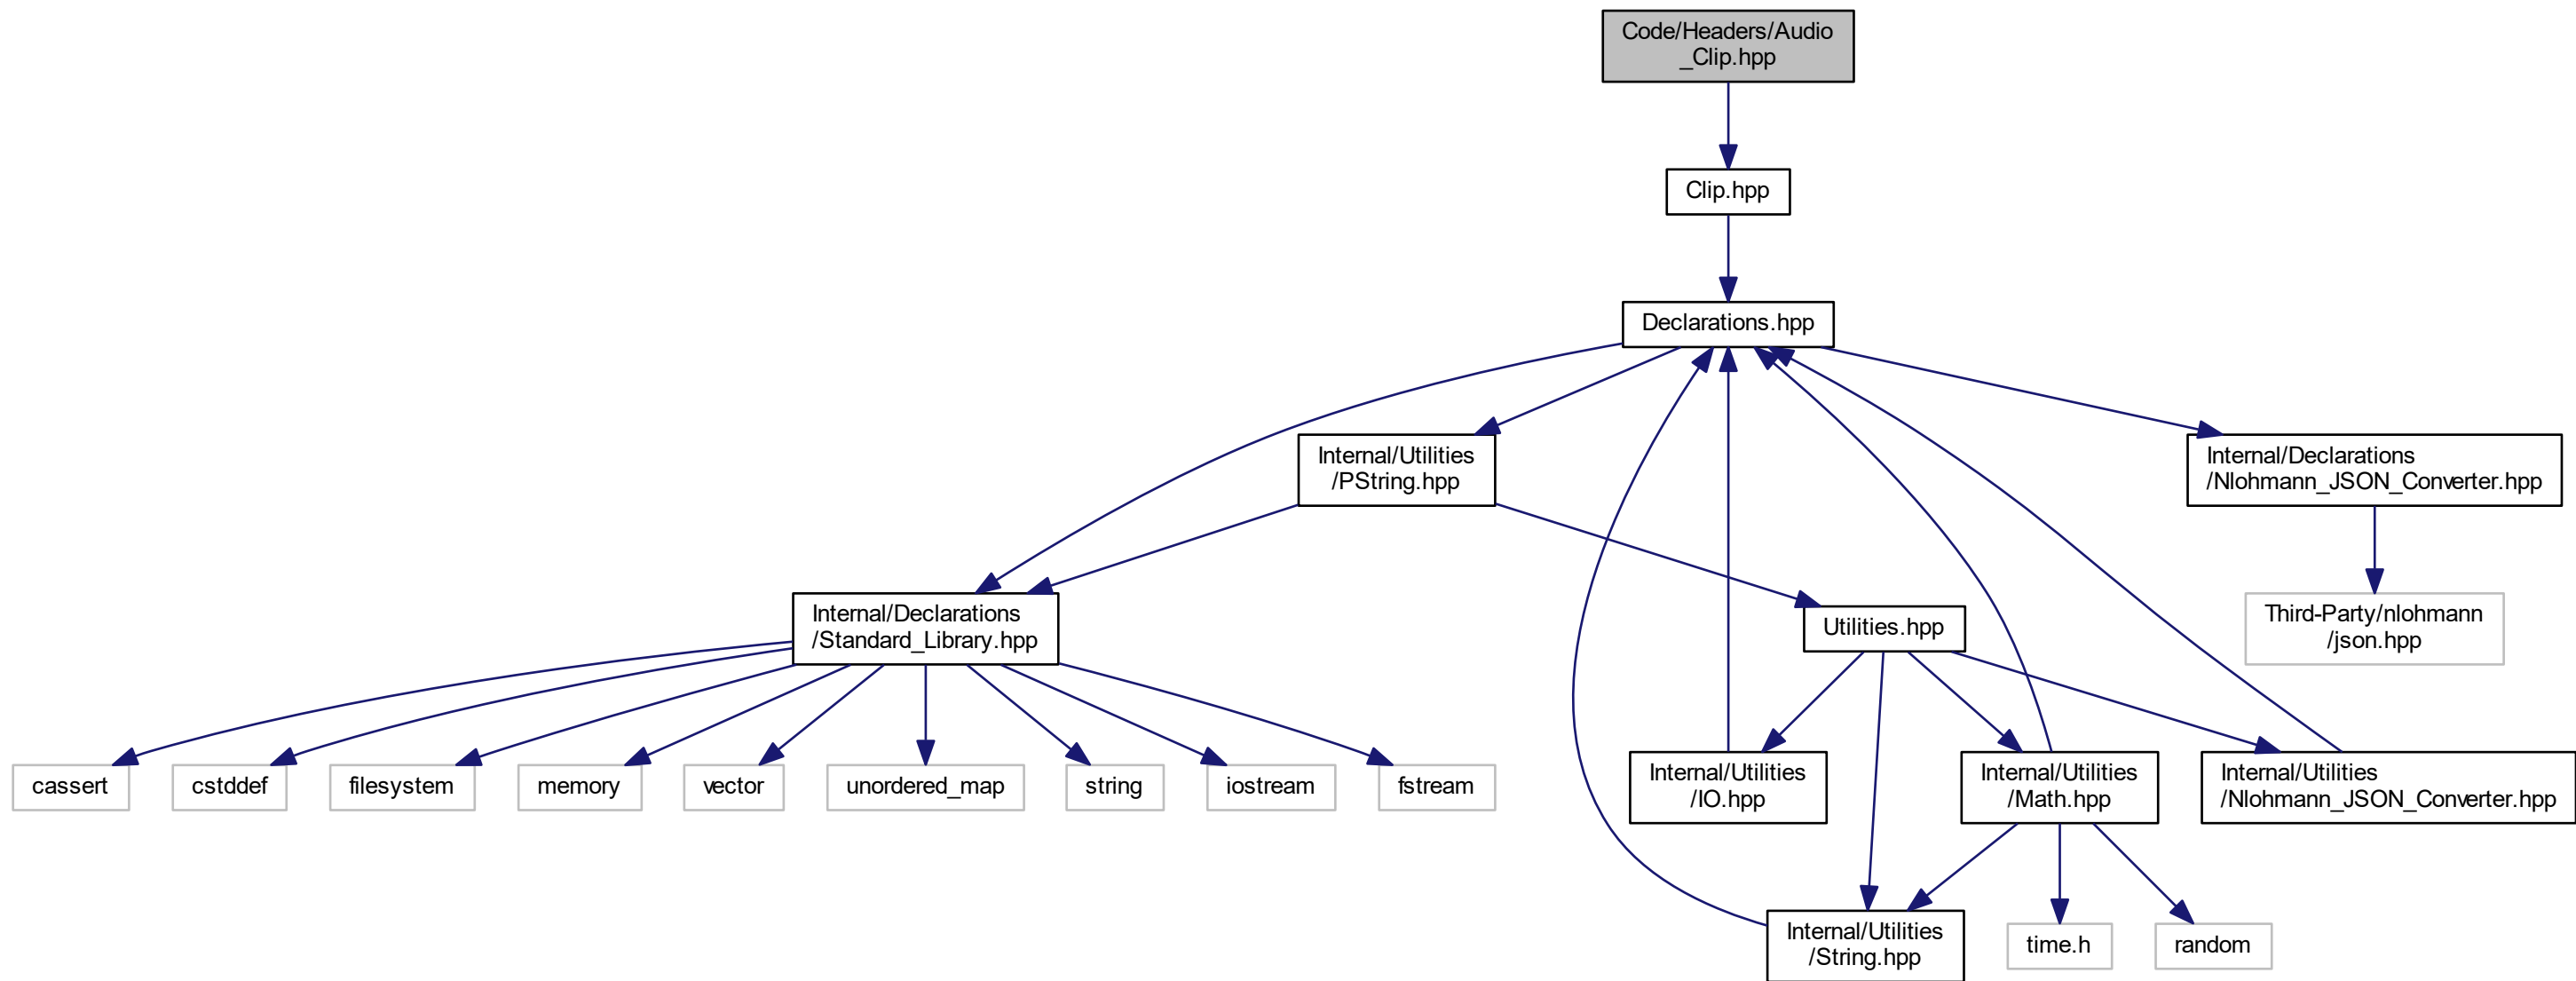 Code/Headers/Audio
_Clip.hpp
Clip.hpp
Declarations.hpp
Internal/Utilities
/PString.hpp
Internal/Declarations
/Nlohmann_JSON_Converter.hpp
Internal/Declarations
/Standard_Library.hpp
Utilities.hpp
Third-Party/nlohmann
/json.hpp
cassert
cstddef
filesystem
memory
vector
unordered_map
string
iostream
fstream
Internal/Utilities
/IO.hpp
Internal/Utilities
/Math.hpp
Internal/Utilities
/Nlohmann_JSON_Converter.hpp
Internal/Utilities
/String.hpp
time.h
random